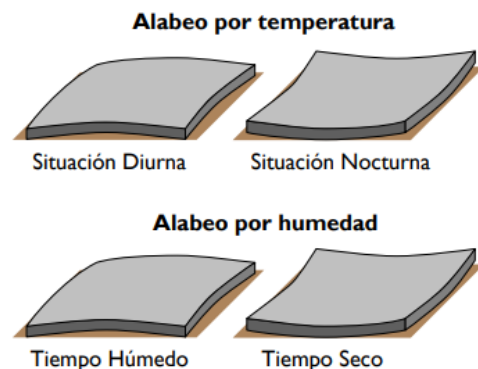 Alabeo por temperatura
Situación Diurna
Situación Nocturna
Alabeo por humedad
Tiempo Húmedo
Tiempo Seco